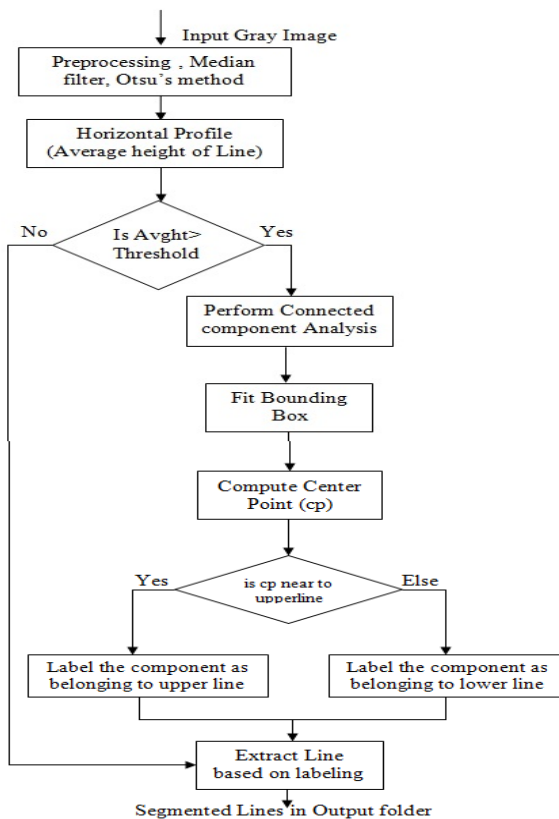 Input Gray Image
Preprocessing , Median
filter, Otsu's method
Horizontal Profile
(Average height of Line)
No
Is Avght>
Threshold
Yes
Perform Connected
component Analysis
Fit Bounding
Box
Compute Center
Point (cp)
Yes
is cp near to
upperline
Else
Label the component as
belonging to upper line
Label the component as
belonging to lower line
Extract Line
based on labeling
Segmented Lines in Output folder